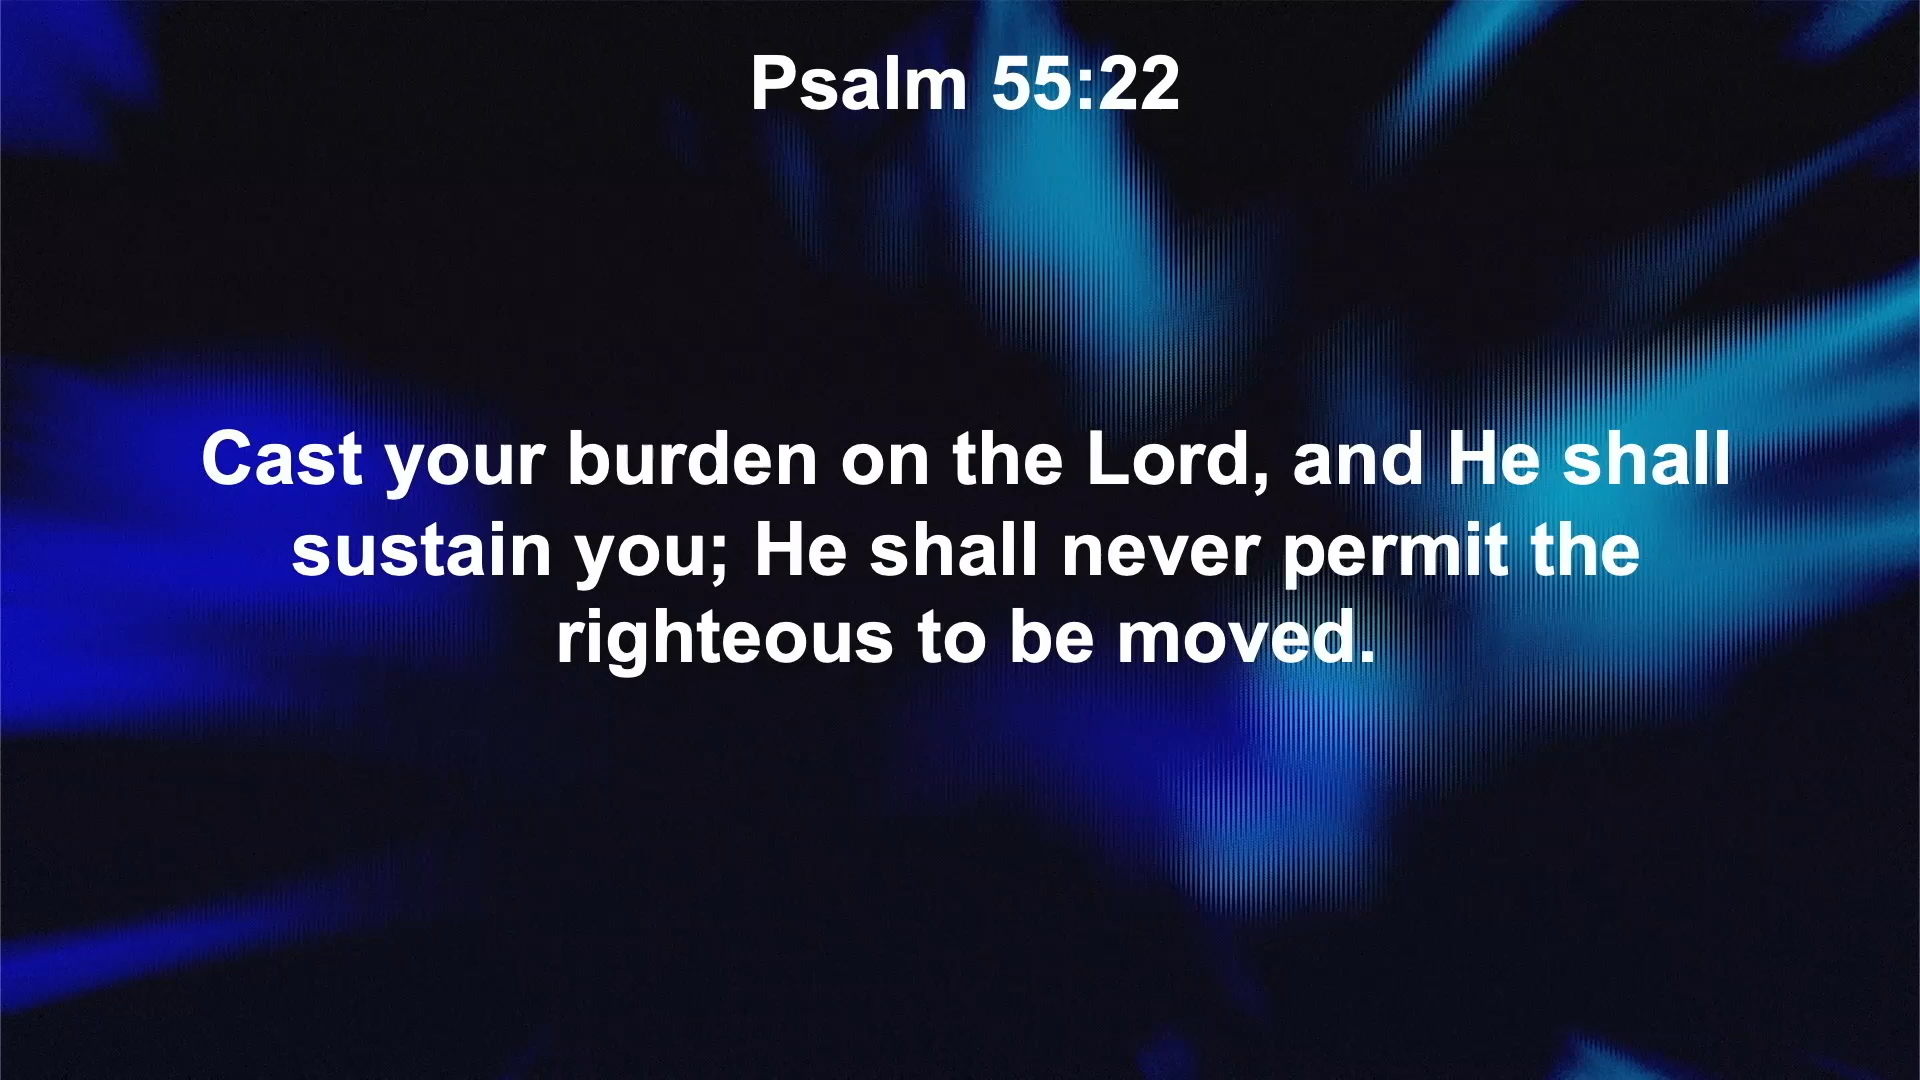 Psalm 55:22
Cast your burden on the Lord, and He shall
sustain you; He shall never permit the
righteous to be moved.